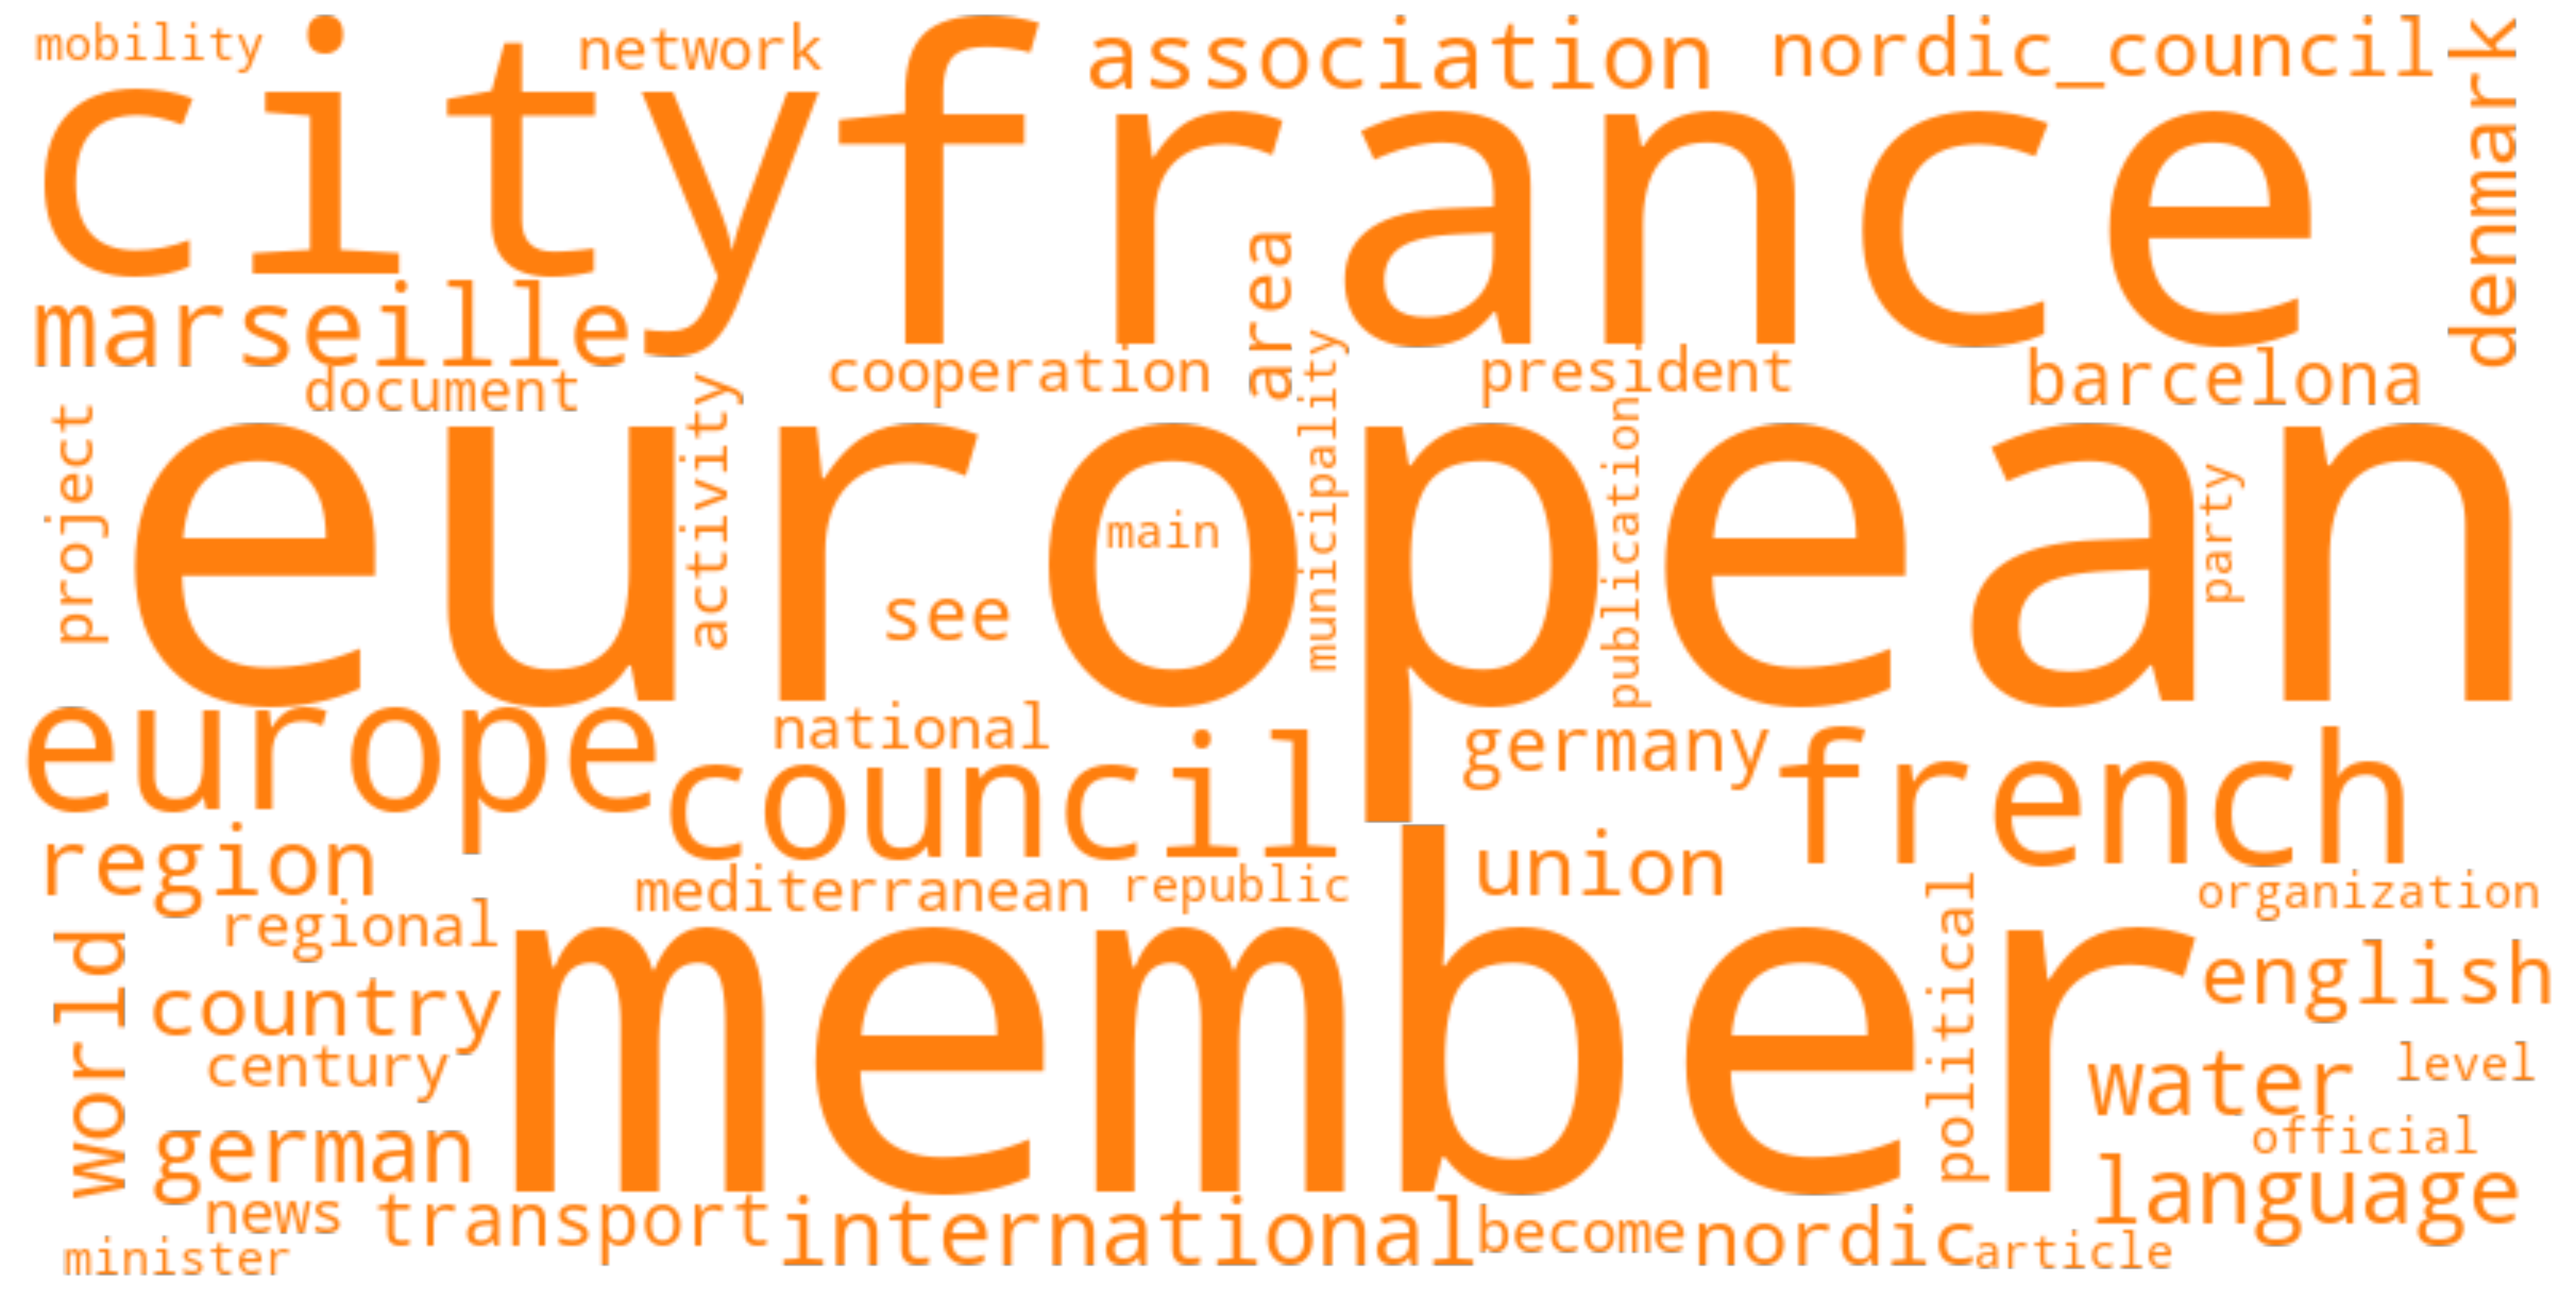 mobility
network
association
nordic_council
denmark
city
france
marseille
area
document
cooperation
municipality
president
barcelona
project
activity
european
main
see
publication
party
europe
national
council
germany
french
region
mediterranean
republic
union
organization
regional
member
world
country
political
english
century
water
level
german
official
language
news
transport
international
become
nordic
article
minister